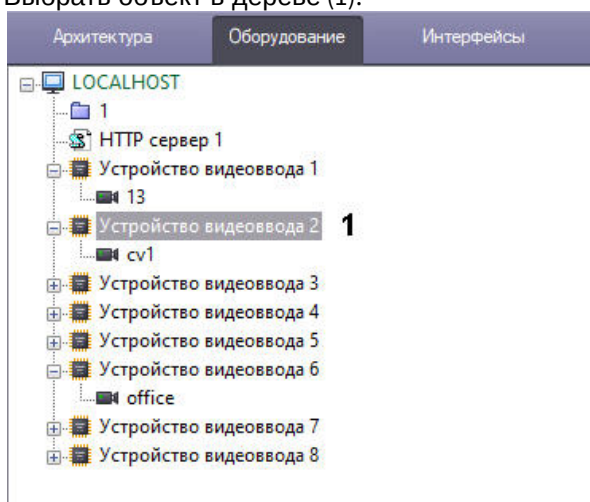 Выбрать объект в дереве (1).
Архитектура Оборудование Интерфейсы
LOCALHOST
1
HTTP сервер 1
Устройство видеоввода 1
13
Устройство видеоввода 2 1
cv1
Устройство видеоввода 3
Устройство видеоввода 4
Устройство видеоввода 5
Устройство видеоввода 6
office
Устройство видеоввода 7
Устройство видеоввода 8